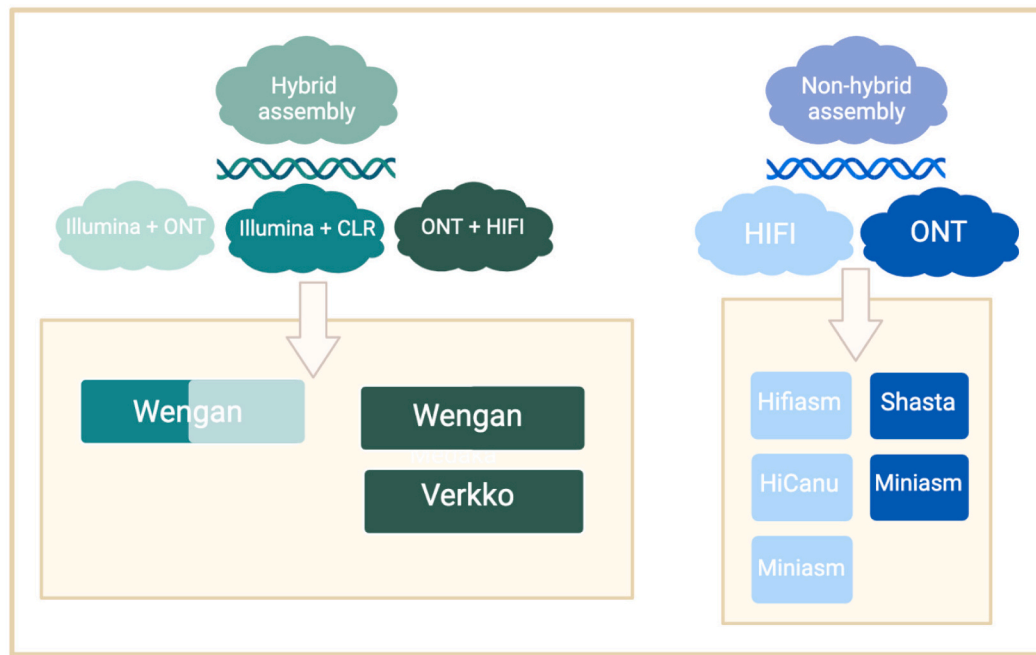 Hybrid
assembly
Non-hybrid
assembly
Illumina + ONT
Illumina + CLR
ONT + HIFI
HIFI
ONT
Wengan
Wengan
Verkko
Hifiasm
Shasta
HiCanu
Miniasm
Miniasm